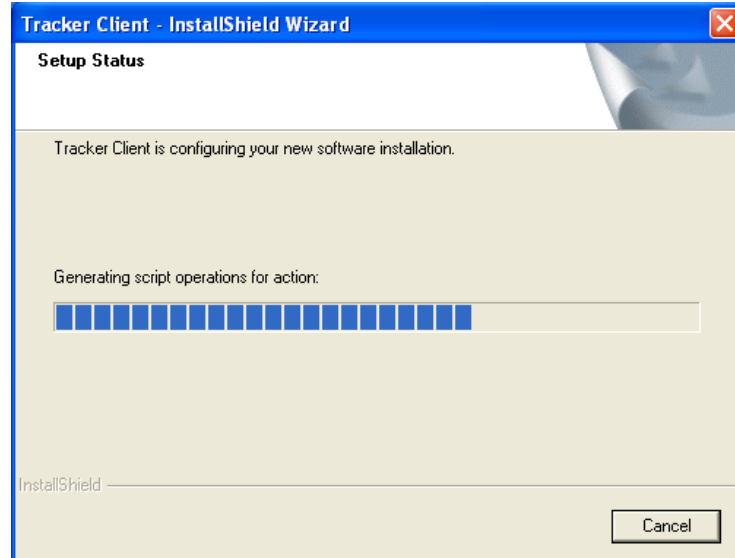 Tracker Client - InstallShield Wizard
Setup Status
Tracker Client is configuring your new software installation.
Generating script operations for action:
InstallShield
Cancel